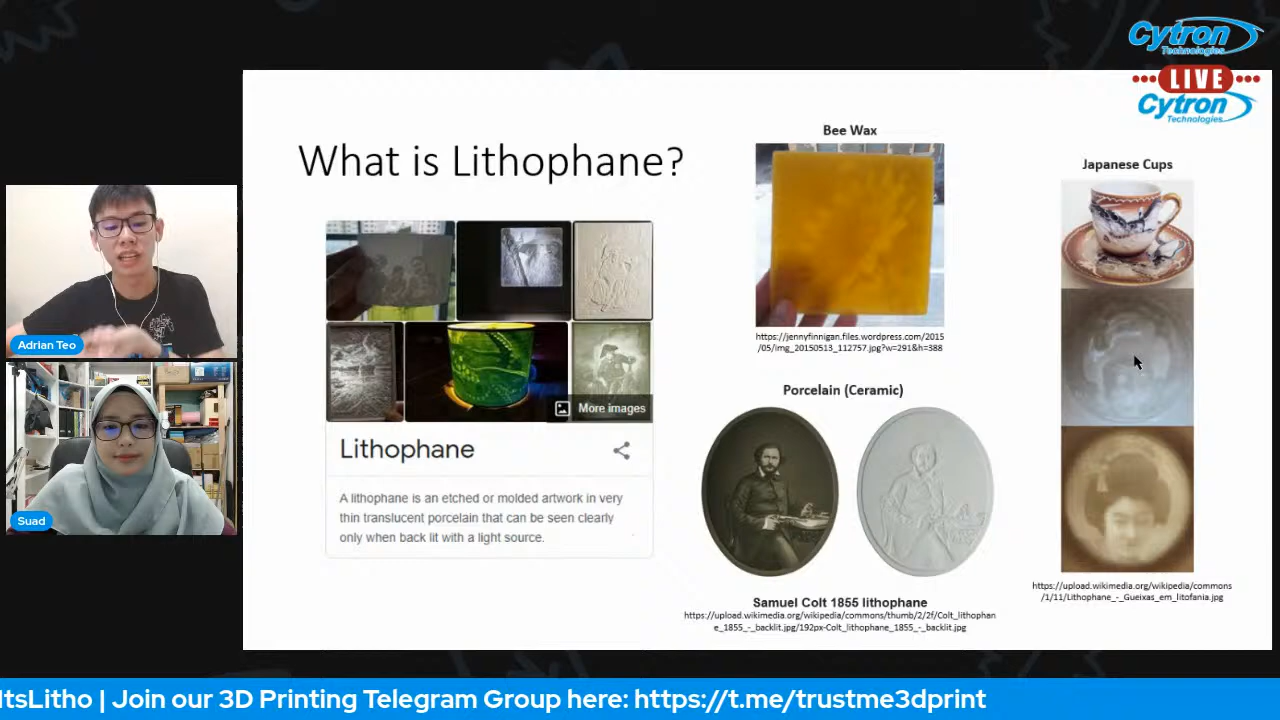 Cytron
Technologies
LIVE
Cytron
Technologies
What is Lithophane?
More images
Lithophane
A lithophane is an etched or molded artwork in very
thin translucent porcelain that can be seen clearly
only when back lit with a light source.
Bee Wax
https://jennyfinnigan.files.wordpress.com/2015
/05/img_20150513_112757.jpg?w=291&h=388
Porcelain (Ceramic)
Samuel Colt 1855 lithophane
https://upload.wikimedia.org/wikipedia/commons/thumb/2/2f/Colt_lithophan
e_1855_-_backlit.jpg/192px-Colt_lithophane_1855_-_backlit.jpg
Japanese Cups
https://upload.wikimedia.org/wikipedia/commons
/1/11/Lithophane_-_Gueixas_em_litofania.jpg
Adrian Teo
Suad
ItsLitho | Join our 3D Printing Telegram Group here: https://t.me/trustme3dprint